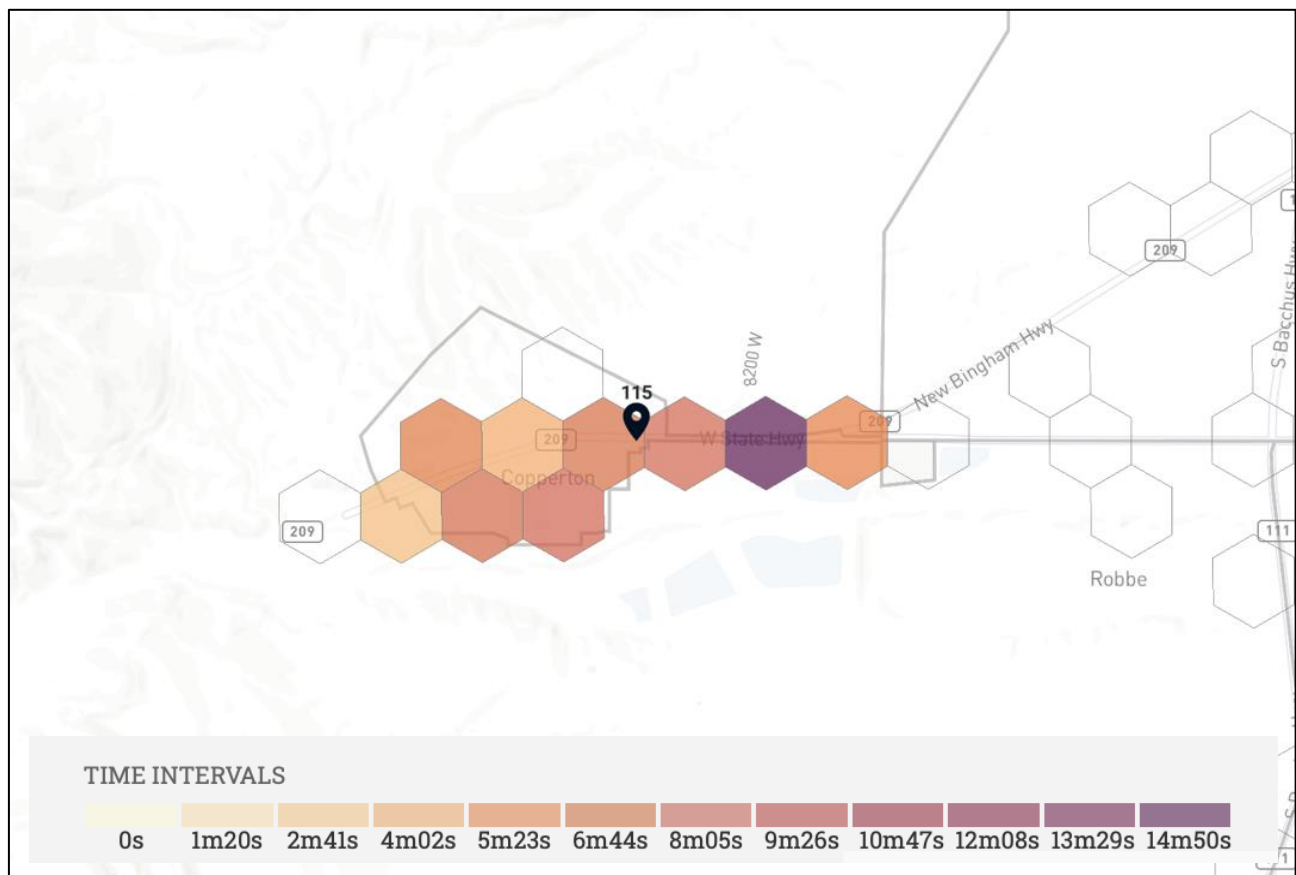 209
S Bacchus Hwy
New Bingham Hwy
8200 W
115
209
209
W State Hwy
Copperton
209
111
Robbe
TIME INTERVALS
0s 1m20s 2m41s 4m02s 5m23s 6m44s 8m05s 9m26s 10m47s 12m08s 13m29s 14m50s